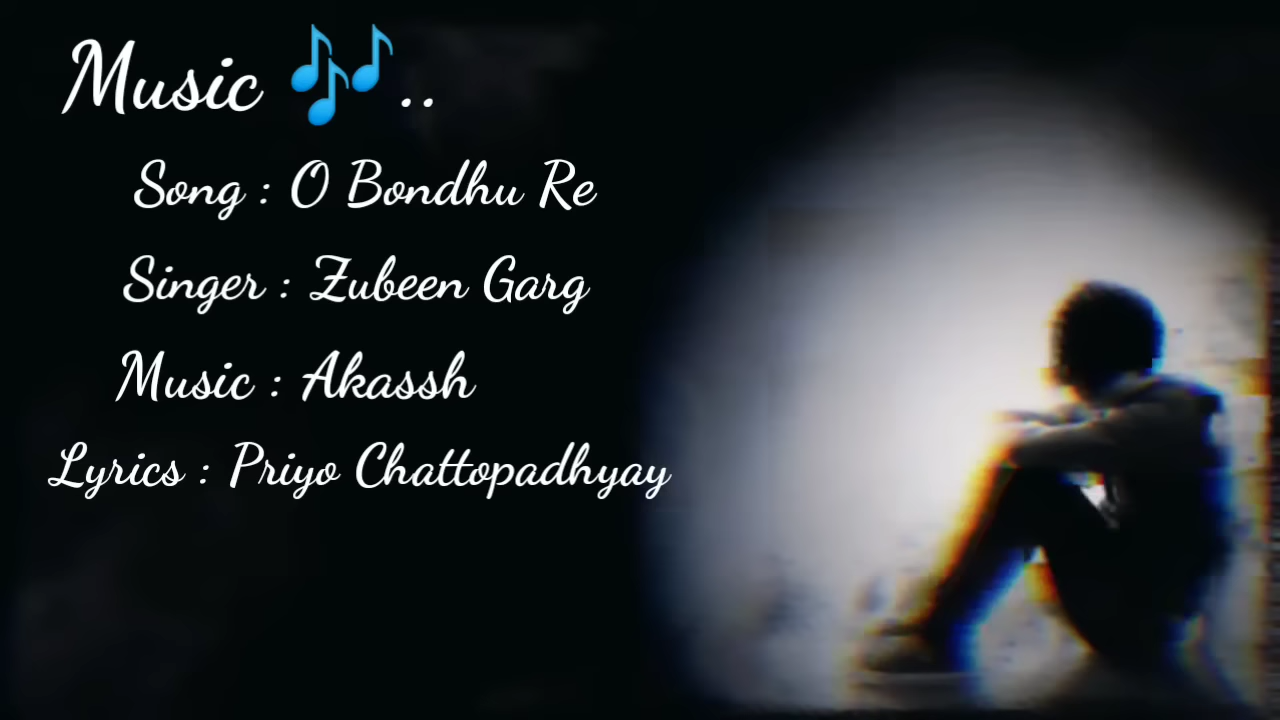 Music 🎶..
Song : O Bondhu Re
Singer : Zubeen Garg
Music : Akassh
Lyrics : Priyo Chattopadhyay